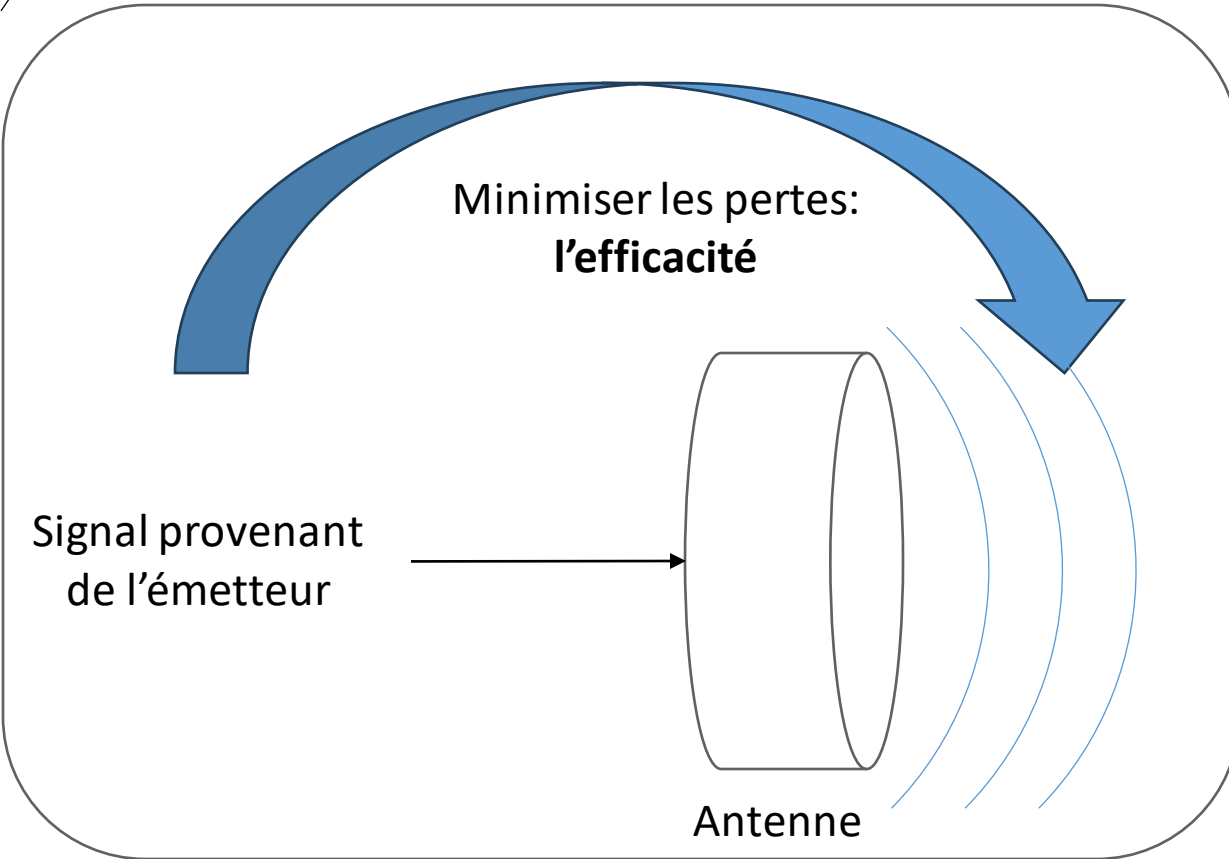 Minimiser les pertes:
l’efficacité
Signal provenant
de l’émetteur
Antenne